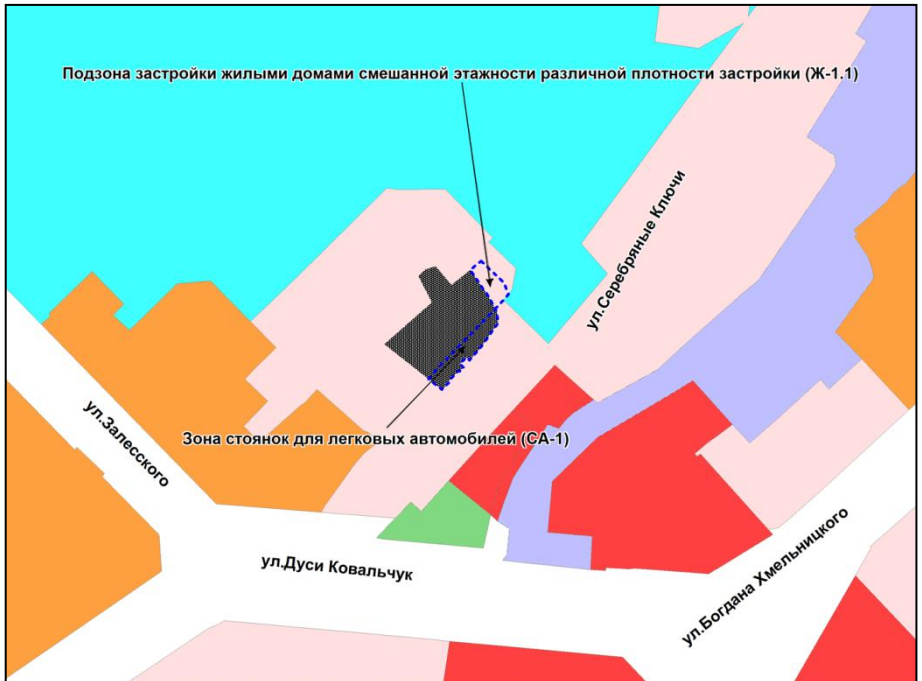 Подзона застройки жилыми домами смешанной этажности различной плотности застройки (Ж-1.1)
ул.Серебряные Ключи
Зона стоянок для легковых автомобилей (СА-1)
ул.Залесского
ул.Дуси Ковальчук
ул.Богдана Хмельницкого